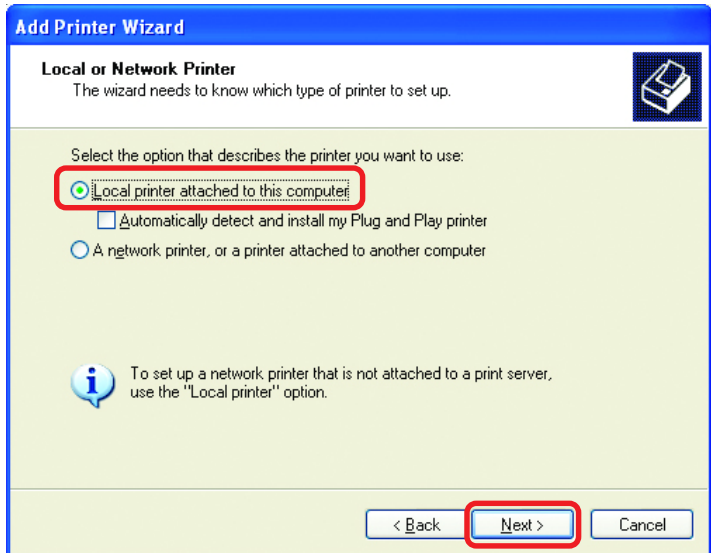 Add Printer Wizard
Local or Network Printer
The wizard needs to know which type of printer to set up.
Select the option that describes the printer you want to use:
Local printer attached to this computer
Automatically detect and install my Plug and Play printer
A network printer, or a printer attached to another computer
To set up a network printer that is not attached to a print server,
use the "Local printer" option.
< Back Next > Cancel